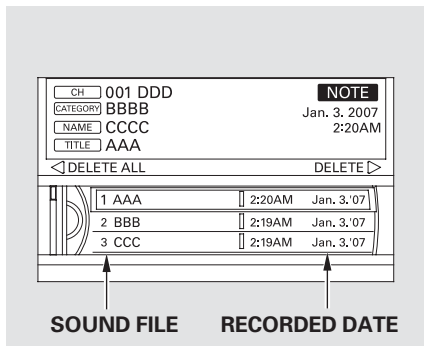 CH 001 DDD NOTE
CATEGORY BBBB Jan. 3. 2007
NAME CCCC 2:20AM
TITLE AAA
DELETE ALL DELETE
1 AAA 2:20AM Jan. 3.'07
2 BBB 2:19AM Jan. 3.'07
3 CCC 2:19AM Jan. 3.'07
SOUND FILE RECORDED DATE